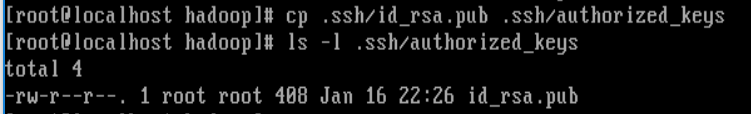 [root@localhost hadoop]# cp .ssh/id_rsa.pub .ssh/authorized_keys
[root@localhost hadoop]# ls -l .ssh/authorized_keys
total 4
-rw-r--r--. 1 root root 408 Jan 16 22:26 id_rsa.pub